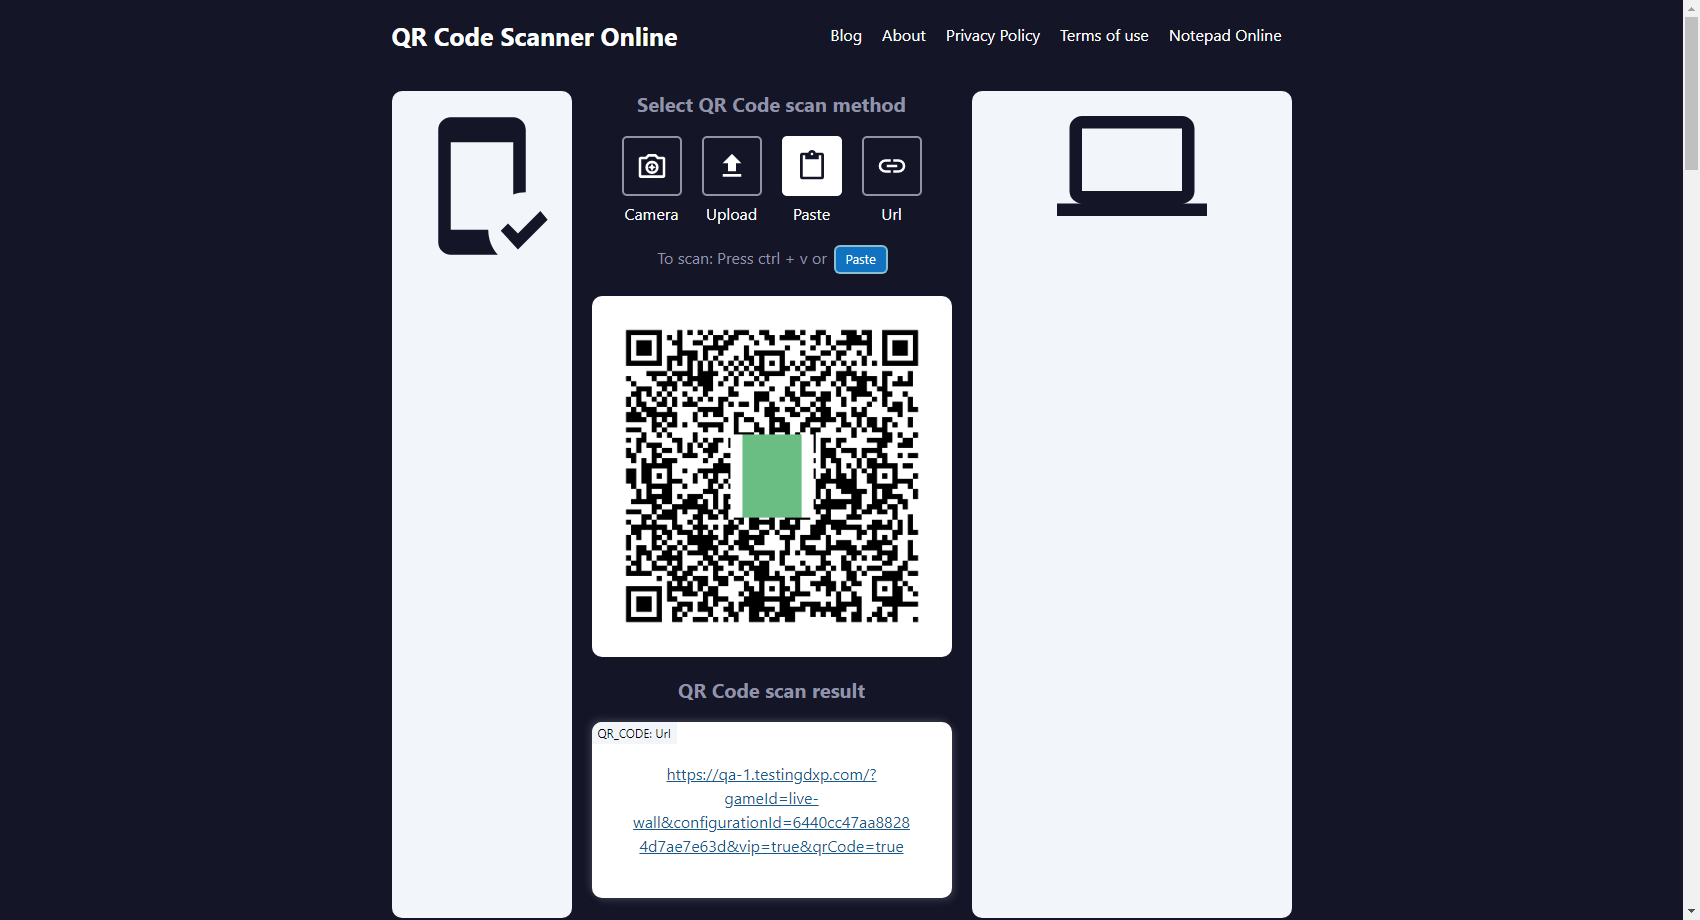 QR Code Scanner Online
Blog About Privacy Policy Terms of use Notepad Online
Select QR Code scan method
Camera Upload Paste Url
To scan: Press ctrl + v or Paste
QR Code scan result
QR_CODE: Url
https://qa-1.testingdxp.com/?
gameId=live-
wall&configurationId=6440cc47aa8828
4d7ae7e63d&vip=true&qrCode=true